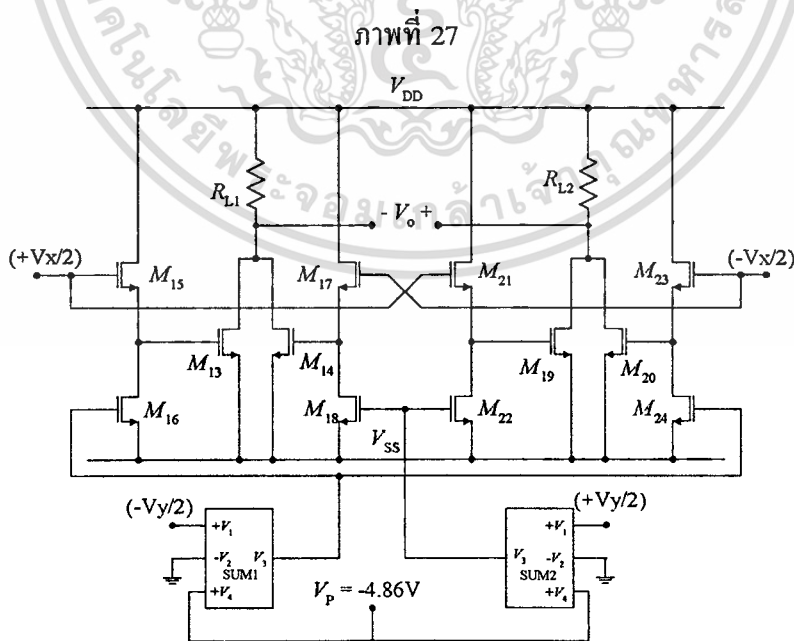 ภาพที่ 27
V_DD
R_L1
- V_o +
R_L2
(+Vx/2)
(-Vx/2)
M_15
M_17
M_21
M_23
M_13
M_14
M_19
M_20
M_16
M_18
M_22
M_24
V_SS
(-Vy/2)
(+Vy/2)
+V_1
-V_2
V_3
SUM1
+V_4
V_P = -4.86V
+V_1
V_3
-V_2
SUM2
+V_4